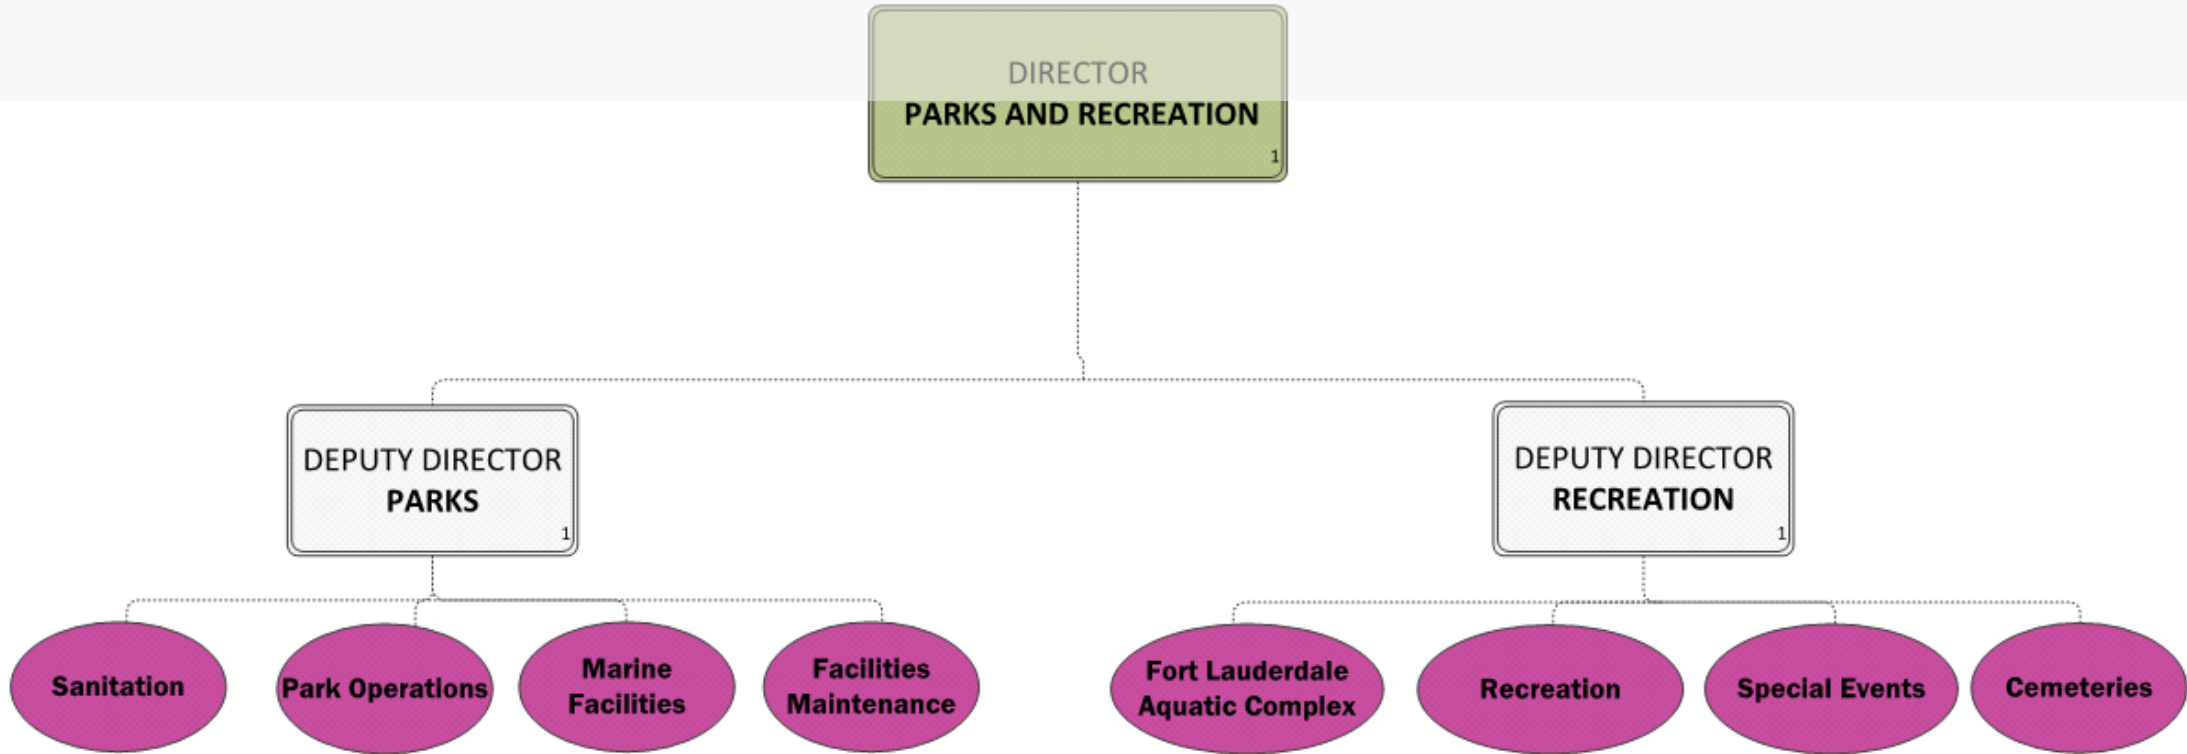 DIRECTOR
PARKS AND RECREATION
1
DEPUTY DIRECTOR
PARKS
1
DEPUTY DIRECTOR
RECREATION
1
Sanitation
Park Operations
Marine
Facilities
Facilities
Maintenance
Fort Lauderdale
Aquatic Complex
Recreation
Special Events
Cemeteries